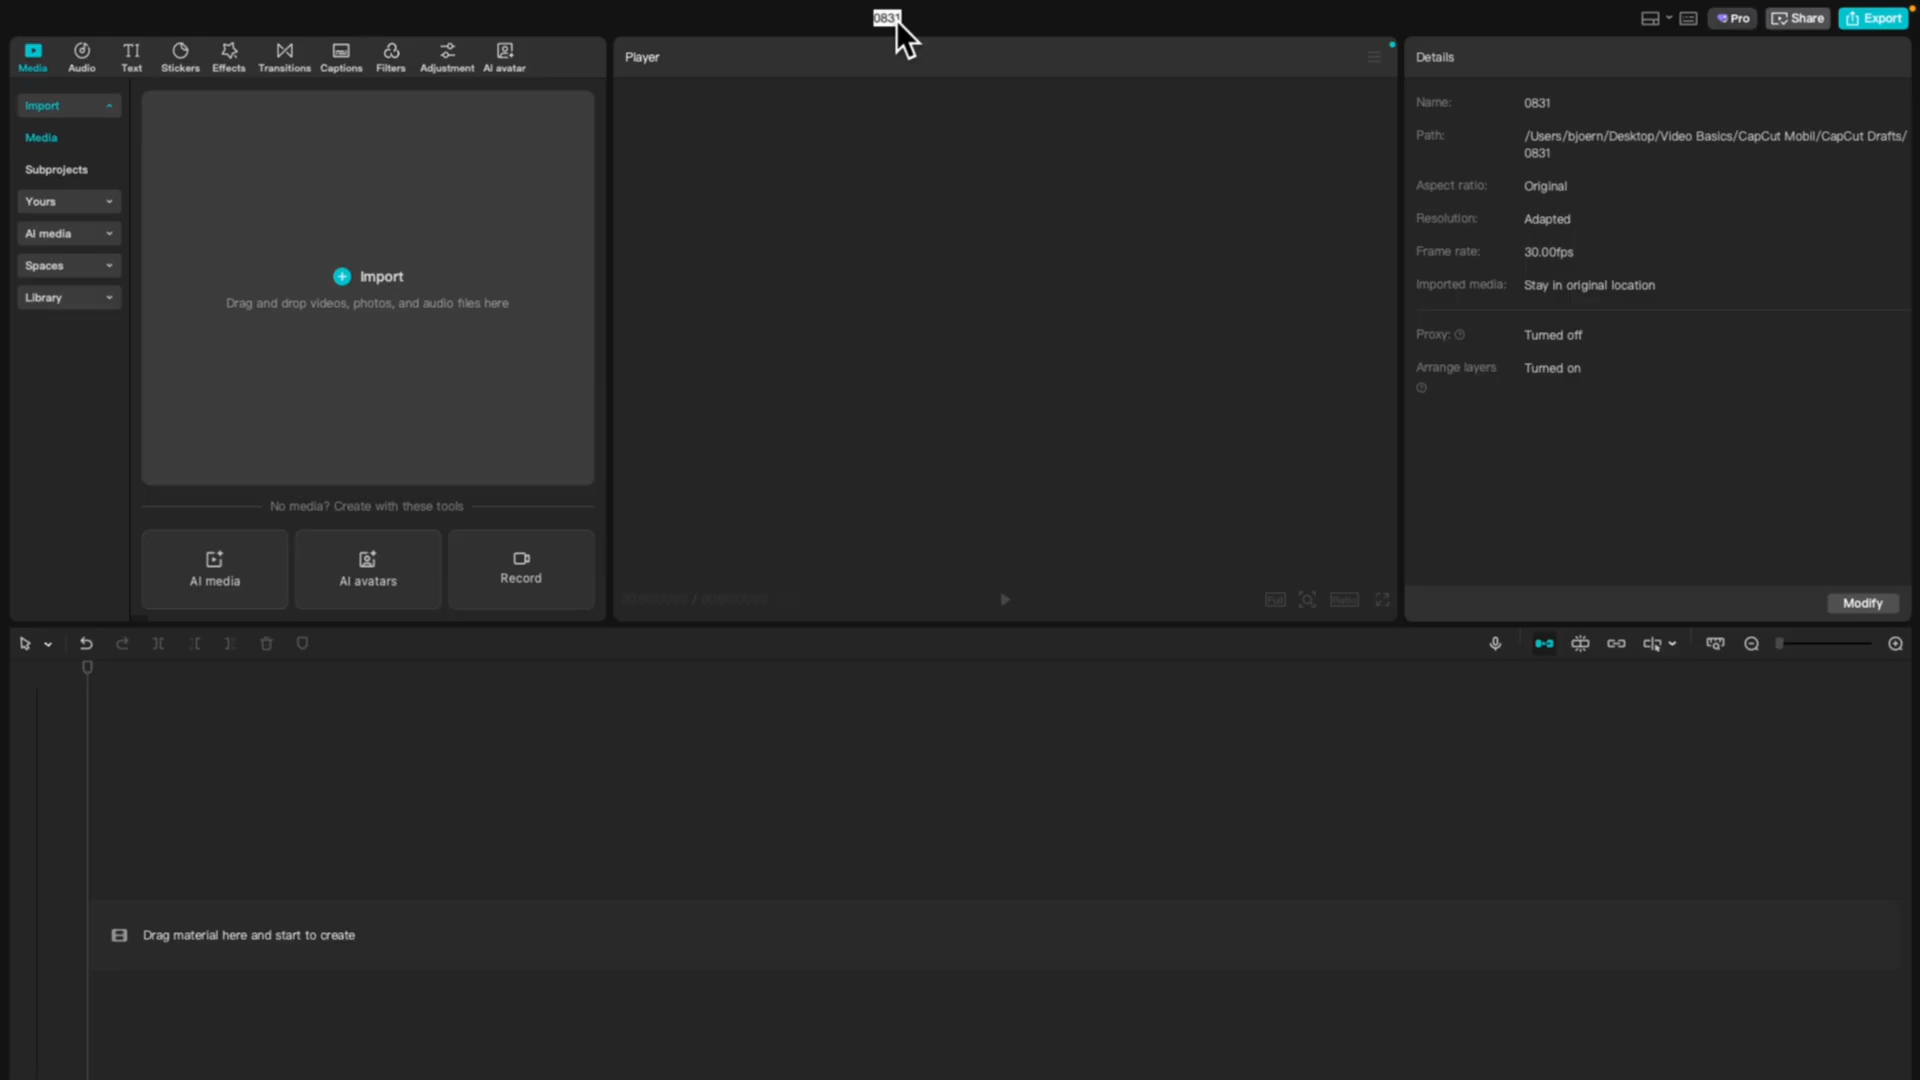 0831
Pro
Share
Export
Media
Audio
Text
Stickers
Effects
Transitions
Captions
Filters
Adjustment
AI avatar
Import
Media
Subprojects
Yours
AI media
Spaces
Library
Import
Drag and drop videos, photos, and audio files here
No media? Create with these tools
AI media
AI avatars
Record
Player
Full
Ratio
Details
Name: 0831
Path: /Users/bjoern/Desktop/Video Basics/CapCut Mobil/CapCut Drafts/
0831
Aspect ratio: Original
Resolution: Adapted
Frame rate: 30.00fps
Imported media: Stay in original location
Proxy: Turned off
Arrange layers Turned on
Modify
Drag material here and start to create